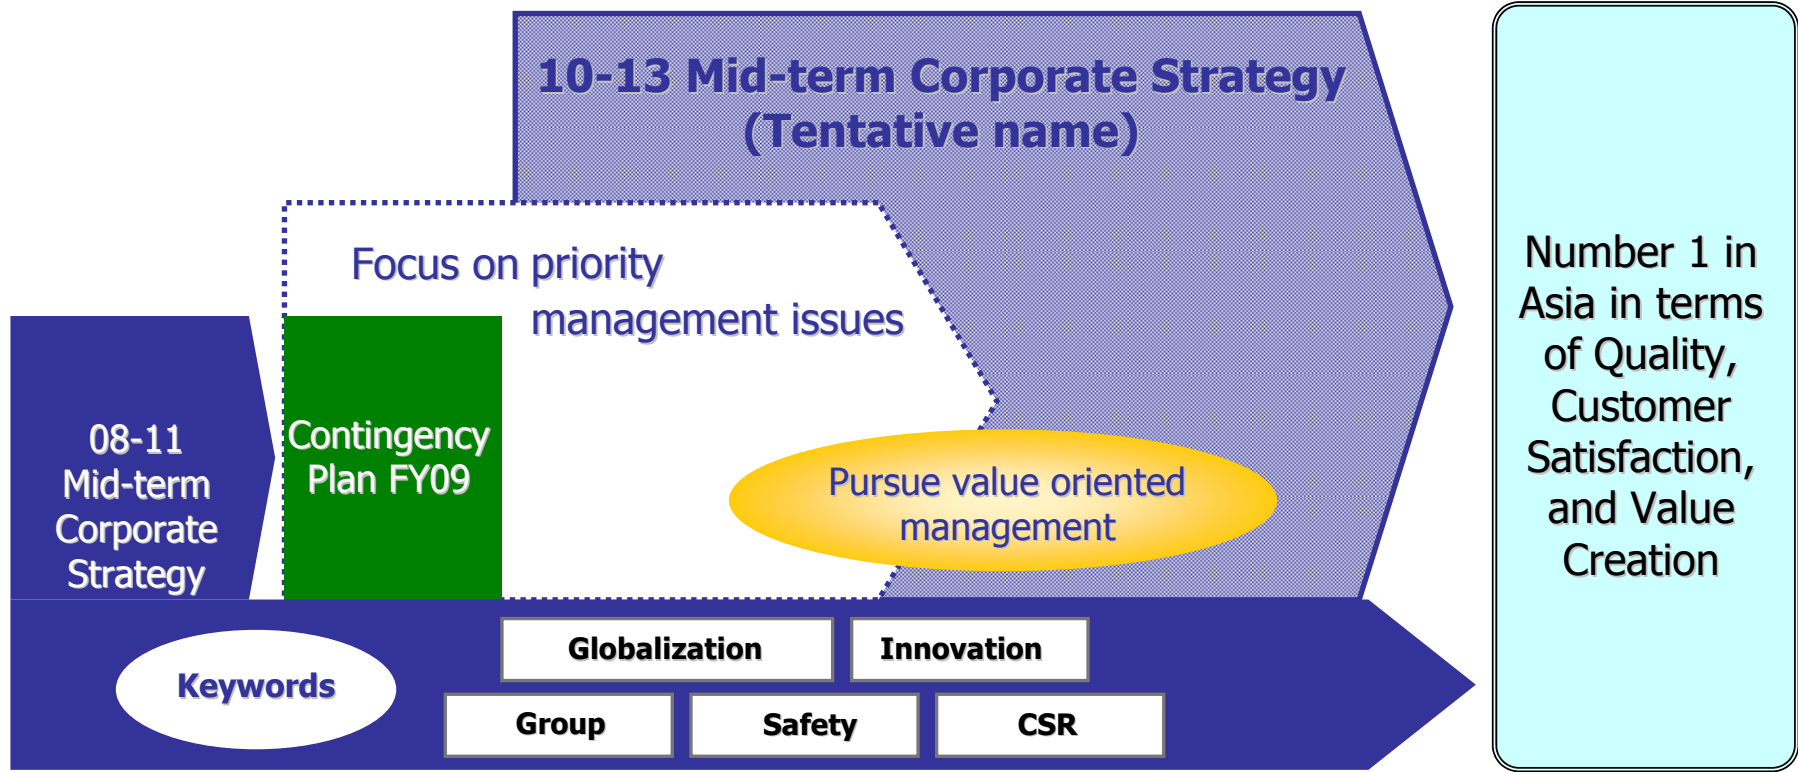 10-13 Mid-term Corporate Strategy
(Tentative name)
Focus on priority
management issues
08-11
Mid-term
Corporate
Strategy
Contingency
Plan FY09
Pursue value oriented
management
Number 1 in
Asia in terms
of Quality,
Customer
Satisfaction,
and Value
Creation
Keywords
Globalization
Innovation
Group
Safety
CSR